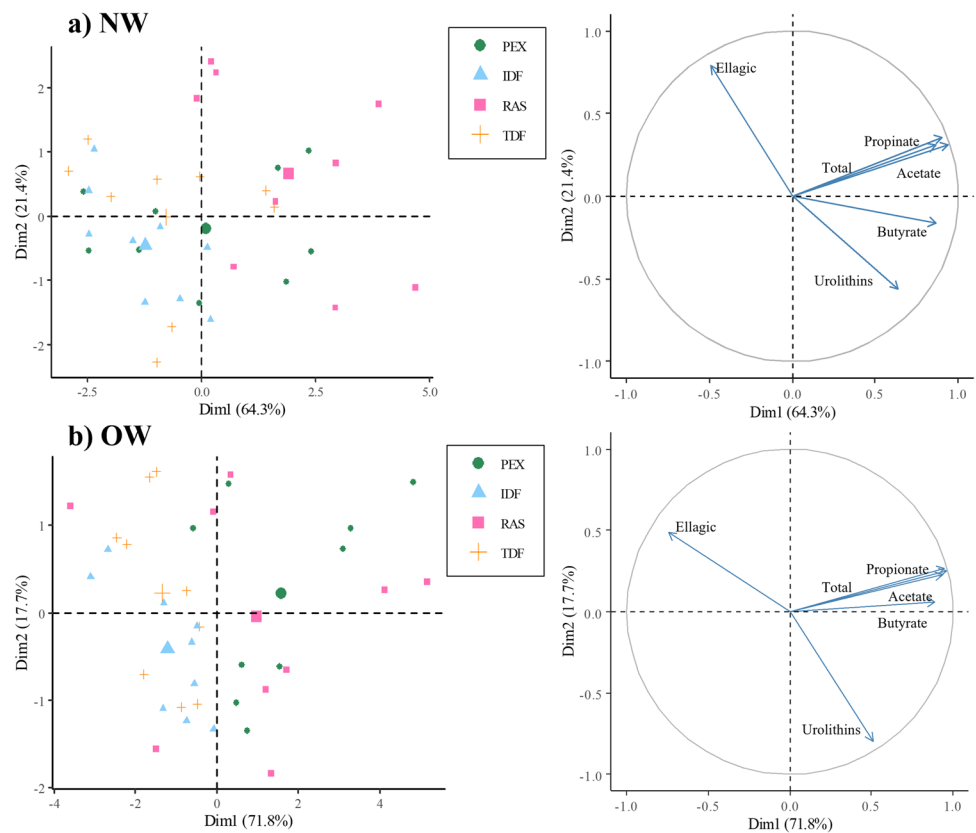 a) NW
PEX
IDF
RAS
TDF
2
1
0
-1
-2
Dim2 (21.4%)
-2.5
0.0
2.5
5.0
Dim1 (64.3%)
1.0
0.5
0.0
-0.5
-1.0
Dim2 (21.4%)
Ellagic
Propinate
Total
Acetate
Butyrate
Urolithins
-1.0
-0.5
0.0
0.5
1.0
Dim1 (64.3%)
b) OW
PEX
IDF
RAS
TDF
1
0
-1
-2
Dim2 (17.7%)
-4
-2
0
2
4
Dim1 (71.8%)
1.0
0.5
0.0
-0.5
-1.0
Dim2 (17.7%)
Ellagic
Propionate
Total
Acetate
Butyrate
Urolithins
-1.0
-0.5
0.0
0.5
1.0
Dim1 (71.8%)